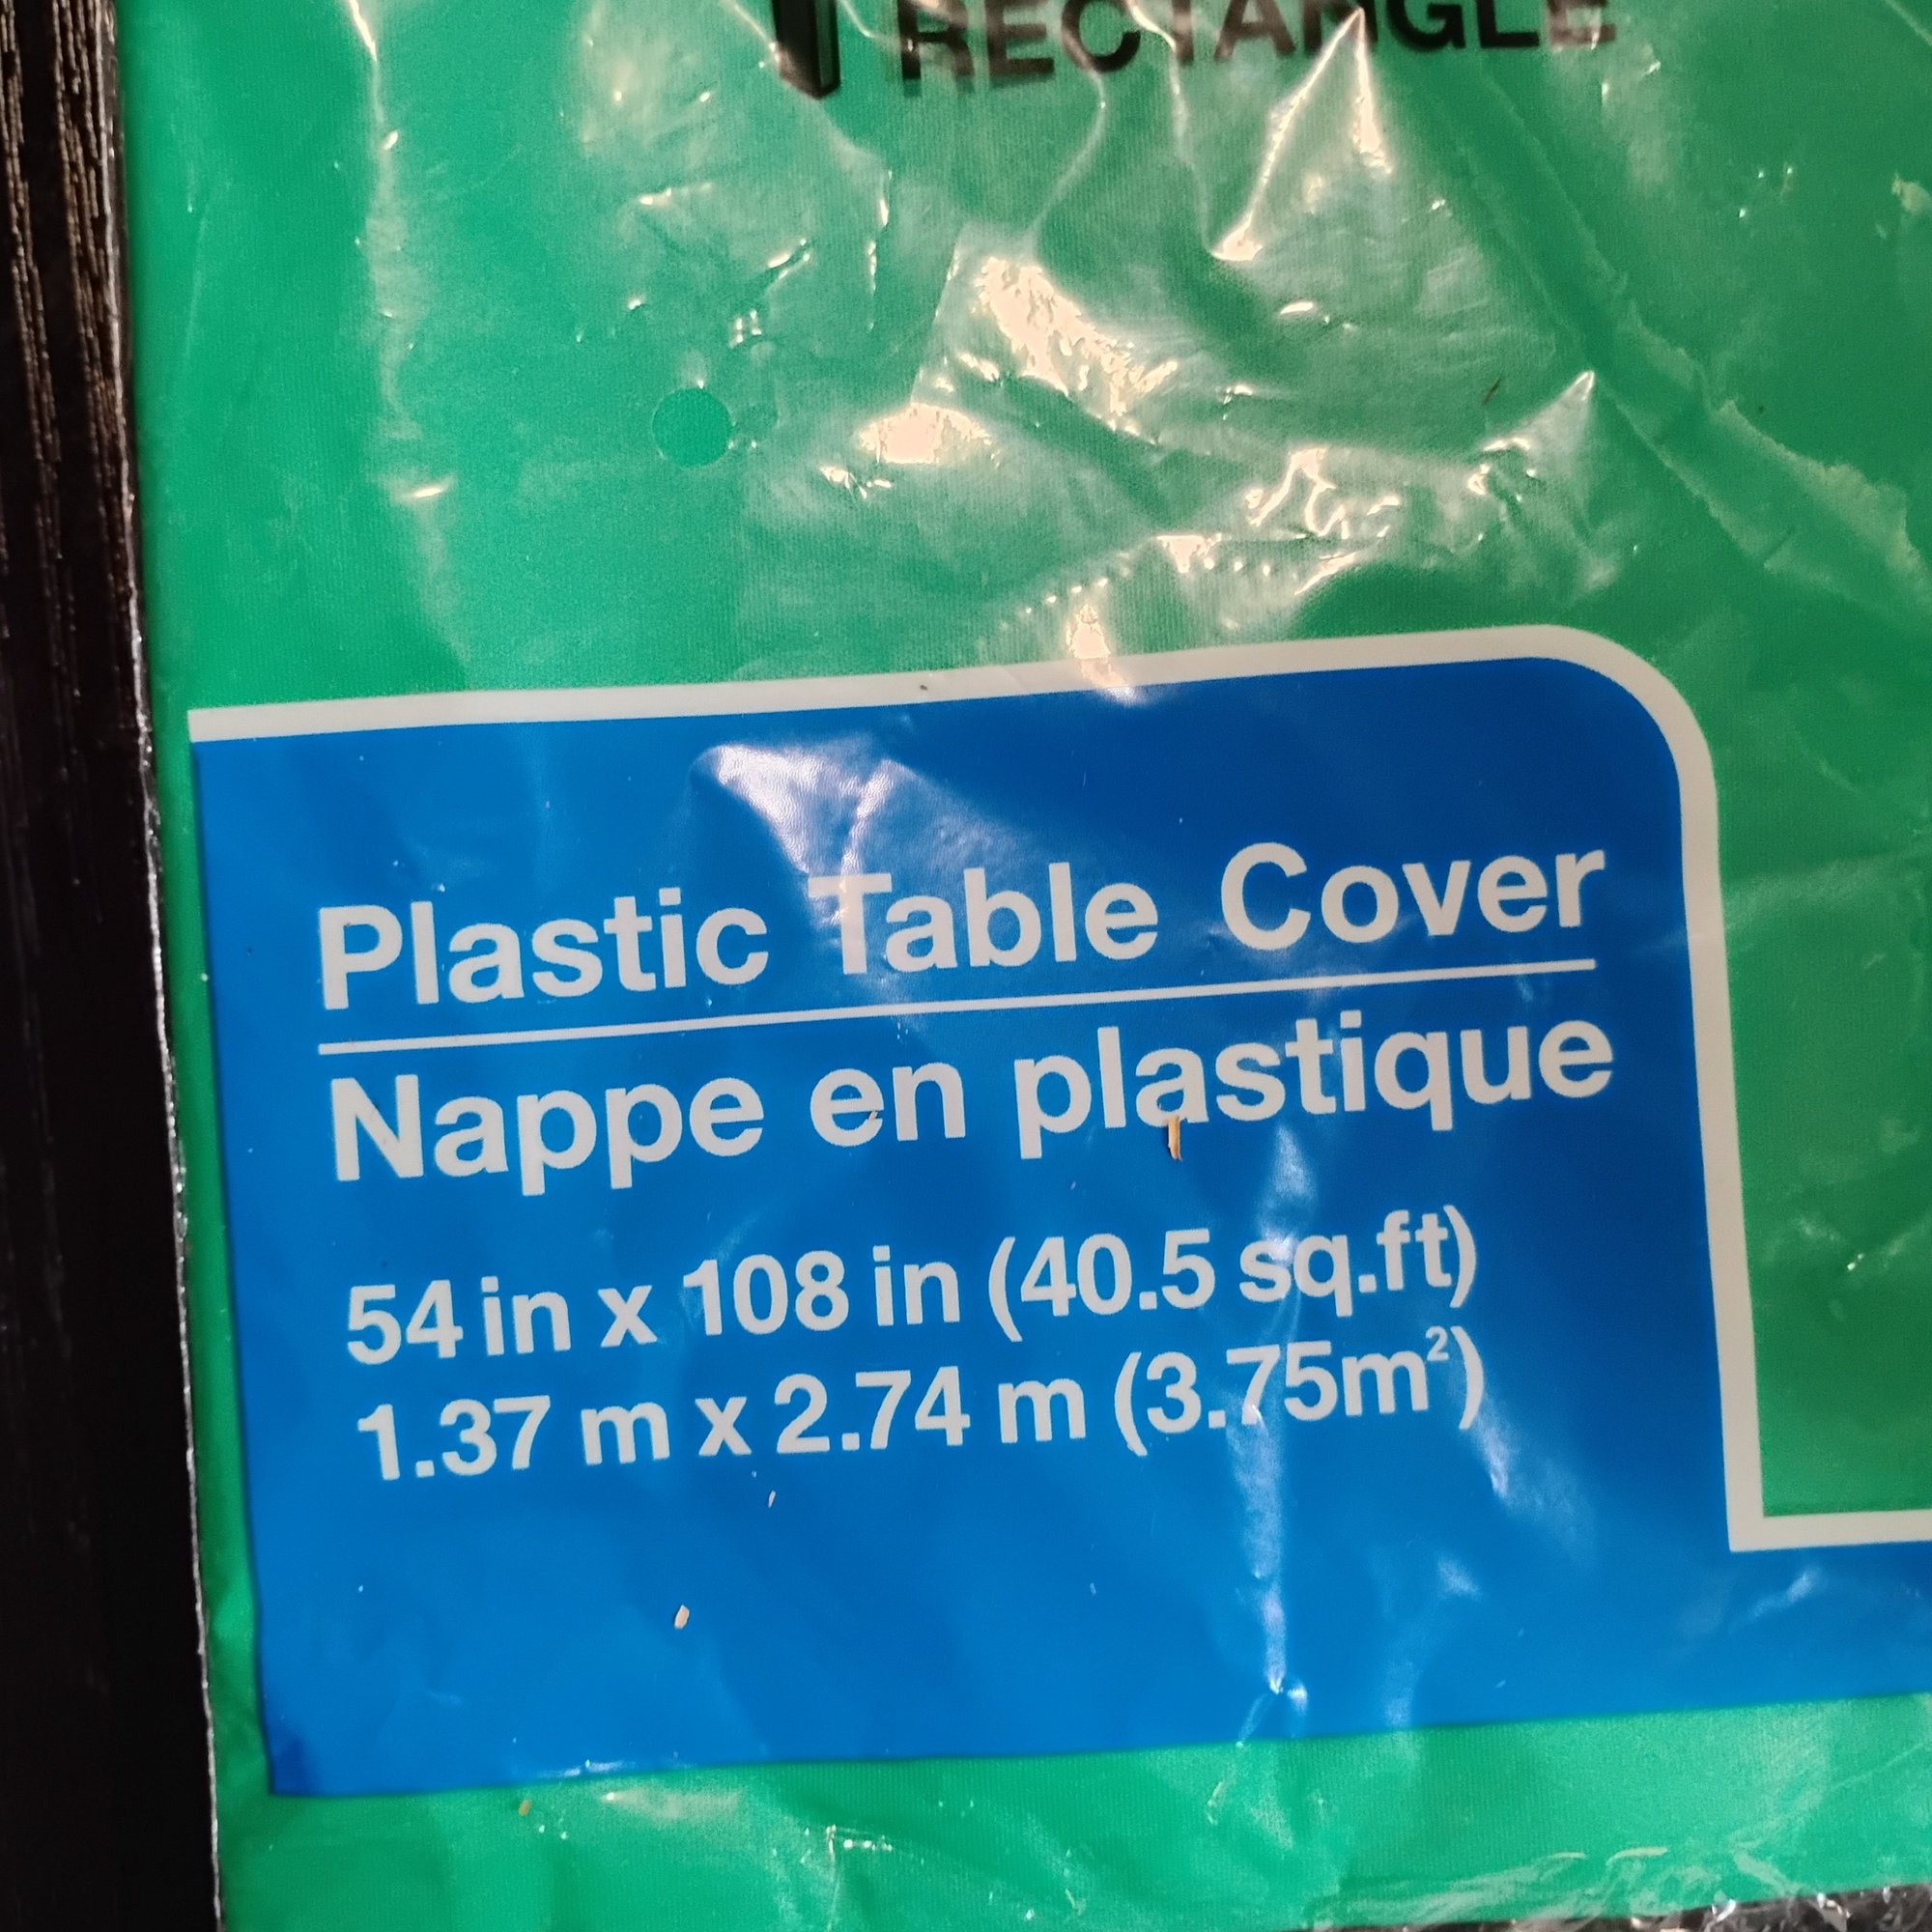 RECTANGLE
Plastic Table Cover
Nappe en plastique
54 in x 108 in (40.5 sq.ft)
1.37 m x 2.74 m (3.75m²)